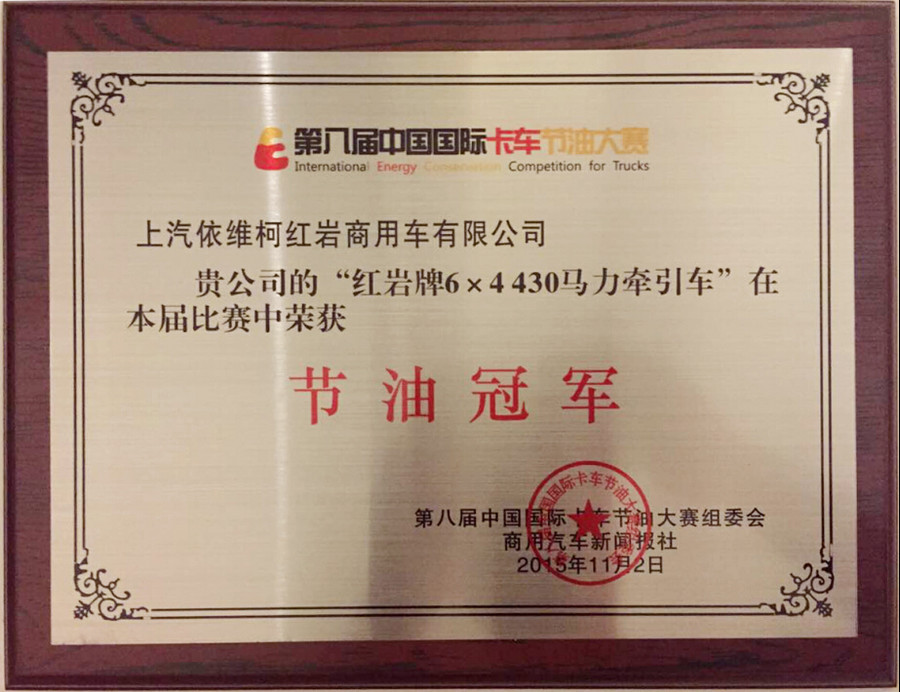 第八届中国国际卡车节油大赛
International Energy Conservation Competition for Trucks
上汽依维柯红岩商用车有限公司
贵公司的“红岩牌6×4 430马力牵引车”在
本届比赛中荣获
节油冠军
第八届中国国际卡车节油大赛组委会
商用汽车新闻报社
2015年11月2日